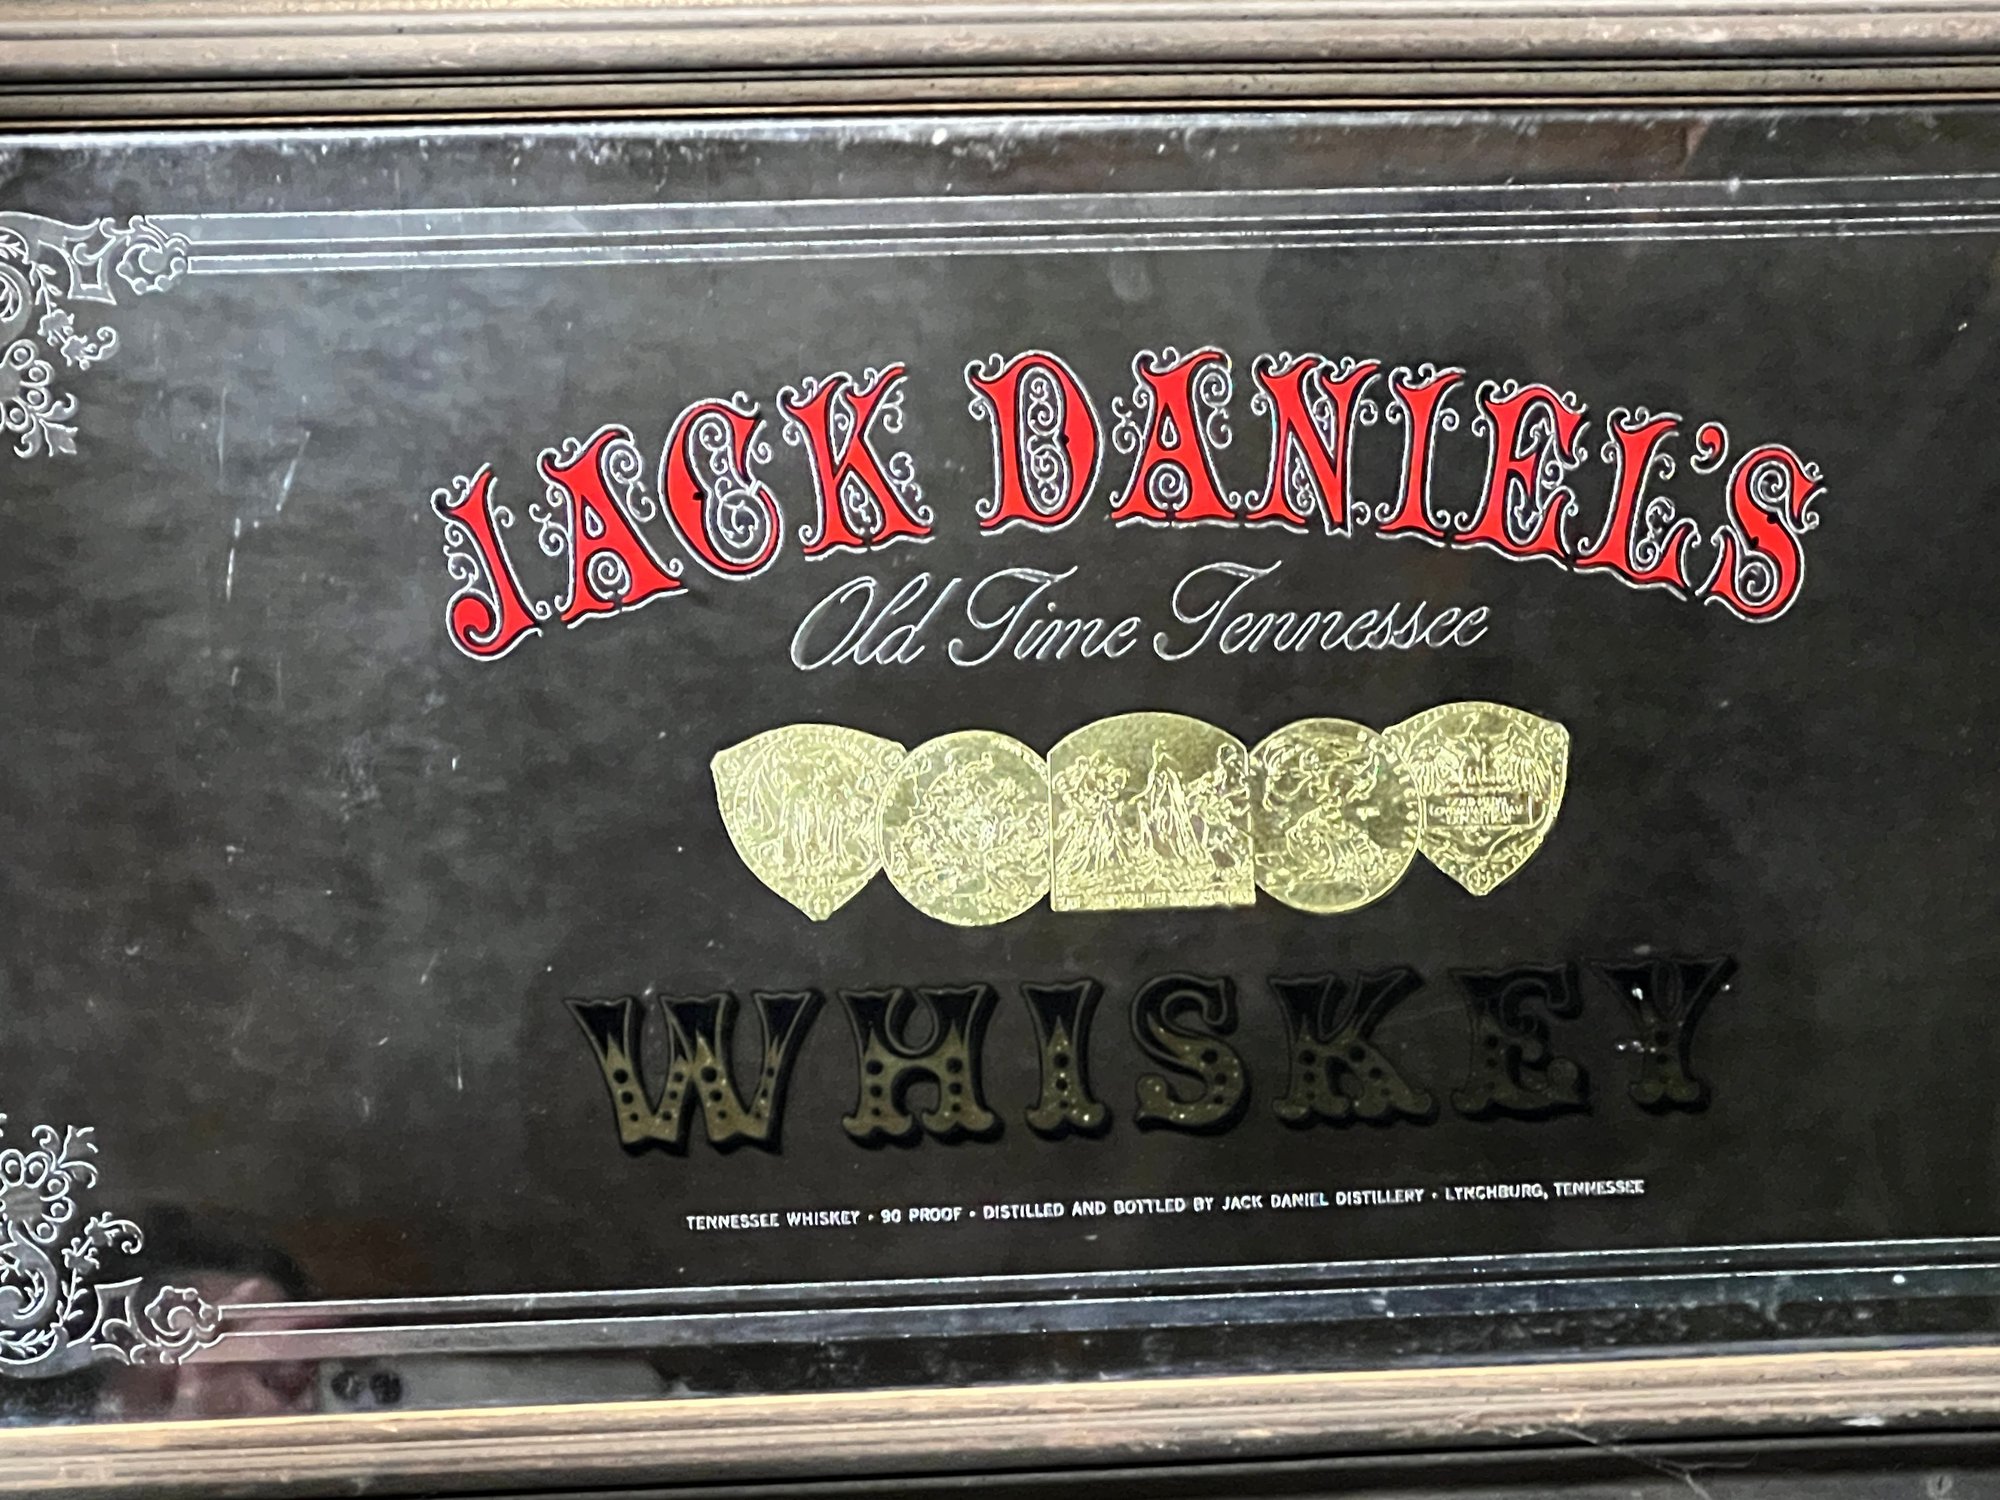 JACK DANIEL'S
Old Time Tennessee
WHISKEY
TENNESSEE WHISKEY • 90 PROOF • DISTILLED AND BOTTLED BY JACK DANIEL DISTILLERY • LYNCHBURG, TENNESSEE